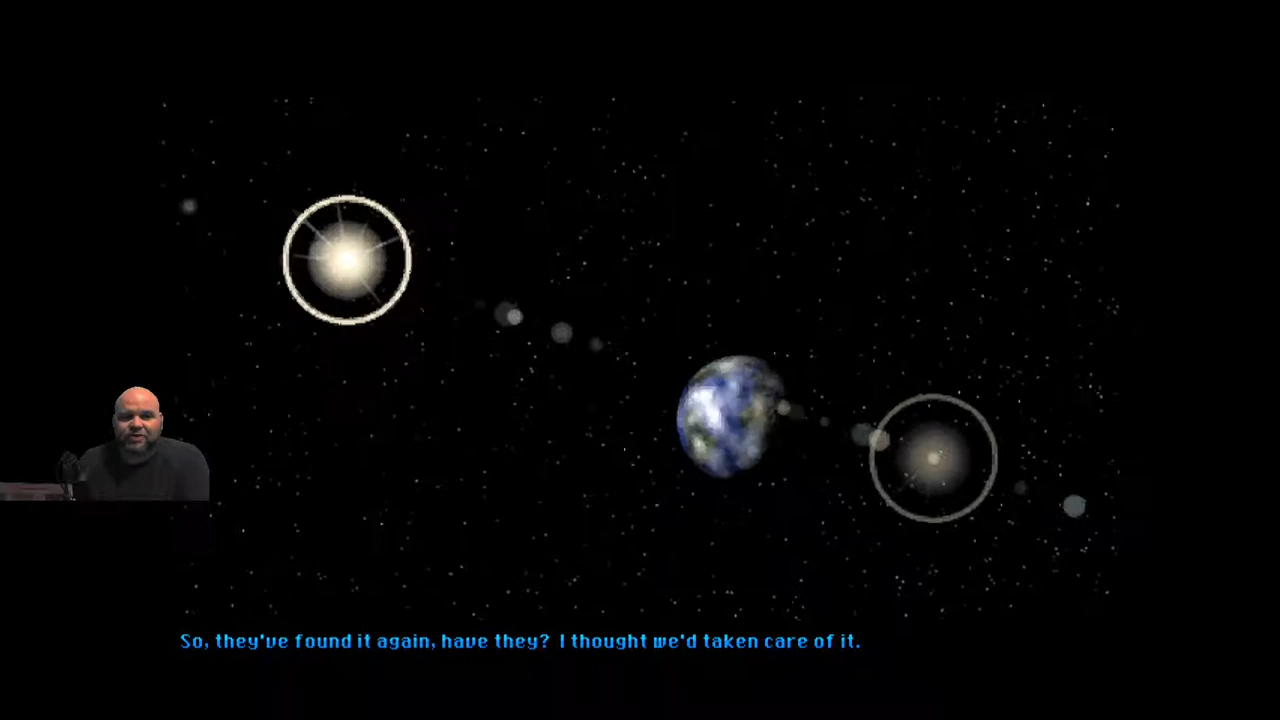 So, they've found it again, have they? I thought we'd taken care of it.